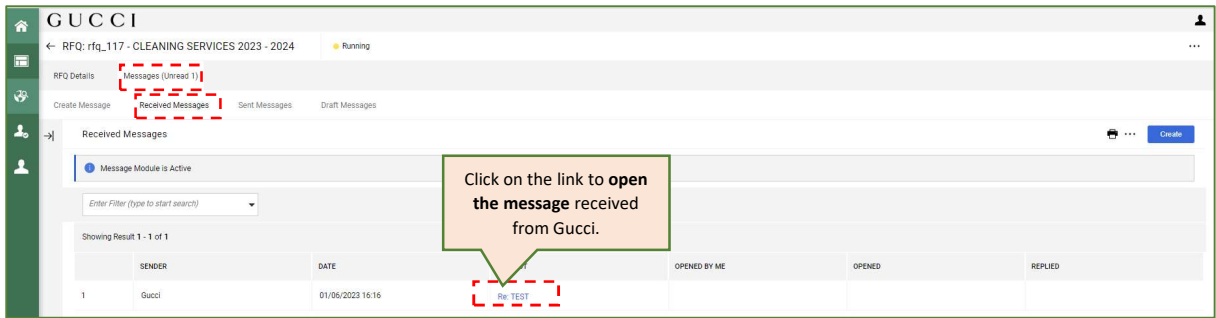 GUCCI
← RFQ: rfq_117 - CLEANING SERVICES 2023 - 2024 Running ...
RFQ Details Messages (Unread 1)
Create Message Received Messages Sent Messages Draft Messages
Received Messages ... Create
Message Module is Active
Click on the link to open
the message received
from Gucci.
Enter Filter (type to start search)
Showing Result 1 - 1 of 1
SENDER DATE OPENED BY ME OPENED REPLIED
1 Gucci 01/06/2023 16:16 Re: TEST